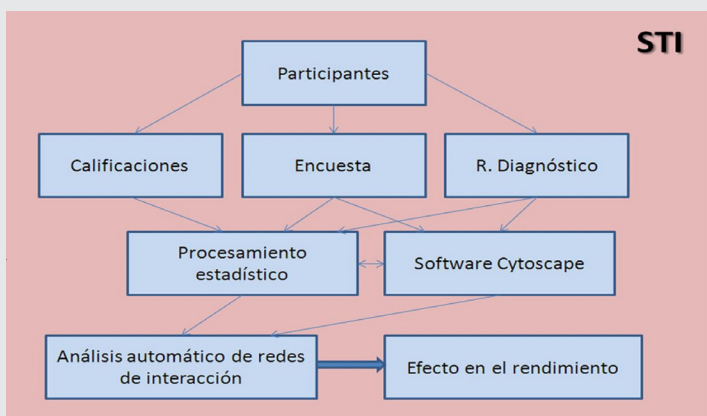 STI
Participantes
Calificaciones
Encuesta
R. Diagnóstico
Procesamiento
estadístico
Software Cytoscape
Análisis automático de redes
de interacción
Efecto en el rendimiento